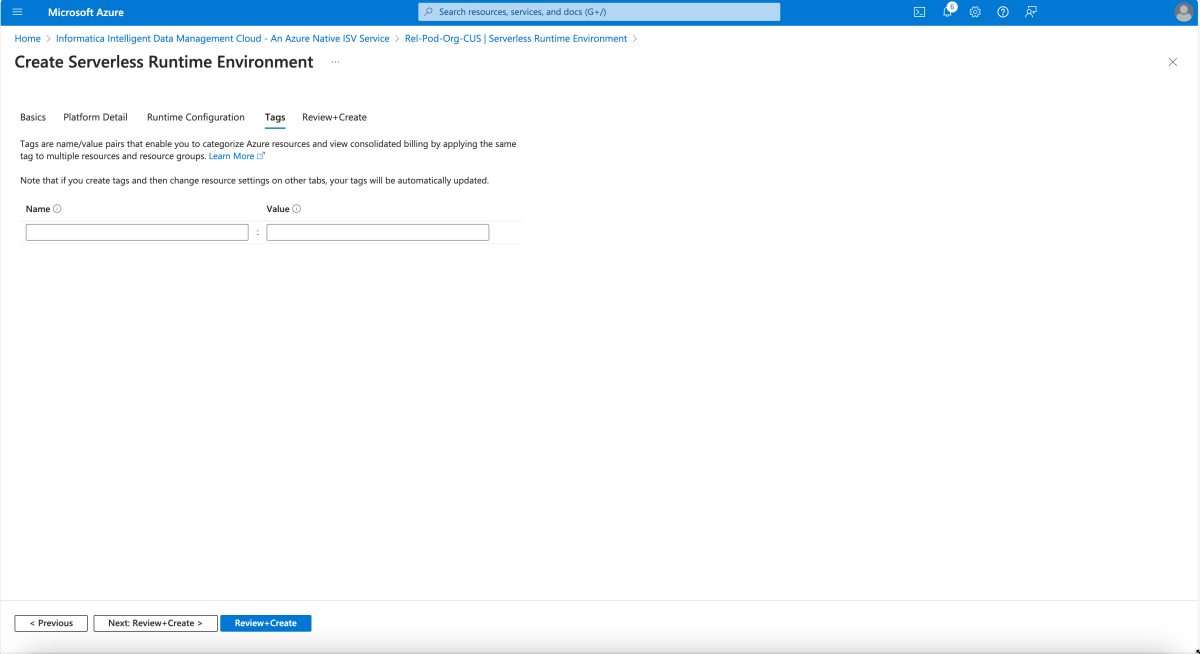 Microsoft Azure
Search resources, services, and docs (G+/)
6
Home > Informatica Intelligent Data Management Cloud - An Azure Native ISV Service > Rel-Pod-Org-CUS | Serverless Runtime Environment >
Create Serverless Runtime Environment ...
Basics Platform Detail Runtime Configuration Tags Review+Create
Tags are name/value pairs that enable you to categorize Azure resources and view consolidated billing by applying the same
tag to multiple resources and resource groups. Learn More
Note that if you create tags and then change resource settings on other tabs, your tags will be automatically updated.
Name Value
:
< Previous Next: Review+Create > Review+Create